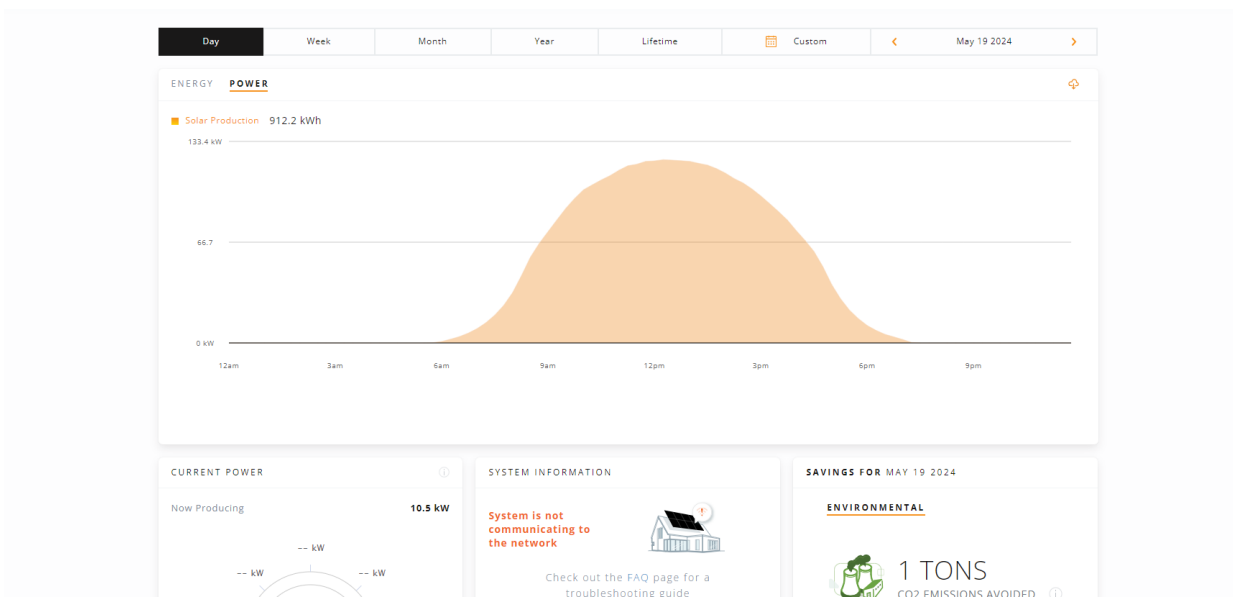 Day Week Month Year Lifetime Custom May 19 2024
ENERGY POWER
Solar Production 912.2 kWh
133.4 kW
66.7
0 kW
12am 3am 6am 9am 12pm 3pm 6pm 9pm
CURRENT POWER
Now Producing 10.5 kW
-- kW
-- kW -- kW
SYSTEM INFORMATION
System is not
communicating to
the network
Check out the FAQ page for a
troubleshooting guide
SAVINGS FOR MAY 19 2024
ENVIRONMENTAL
1 TONS
CO2 EMISSIONS AVOIDED